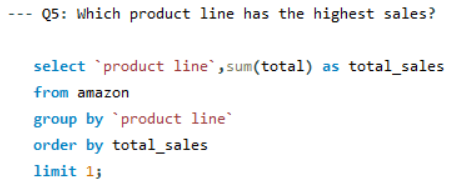 --- Q5: Which product line has the highest sales?
select `product line`,sum(total) as total_sales
from amazon
group by `product line`
order by total_sales
limit 1;